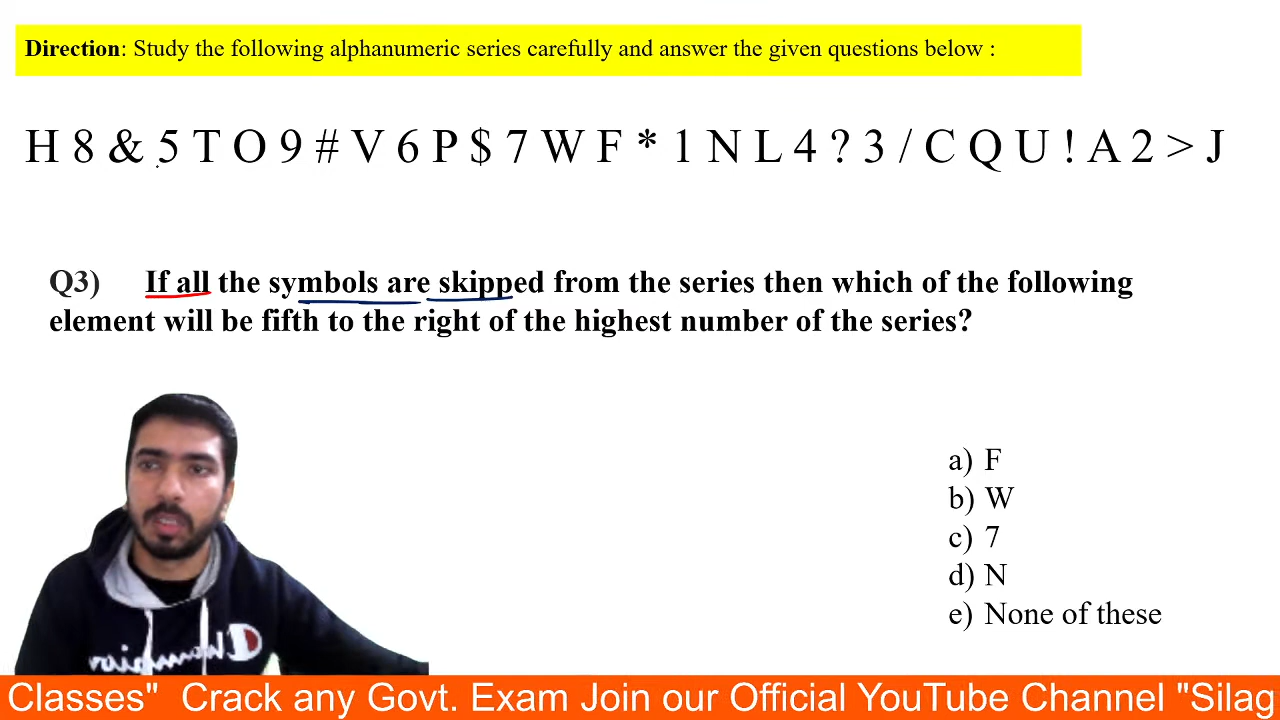 Direction: Study the following alphanumeric series carefully and answer the given questions below :
H 8 & 5 T O 9 # V 6 P $ 7 W F * 1 N L 4 ? 3 / C Q U ! A 2 > J
Q3) If all the symbols are skipped from the series then which of the following
element will be fifth to the right of the highest number of the series?
a) F
b) W
c) 7
d) N
e) None of these
Champion
Classes" Crack any Govt. Exam Join our Official YouTube Channel "Silag